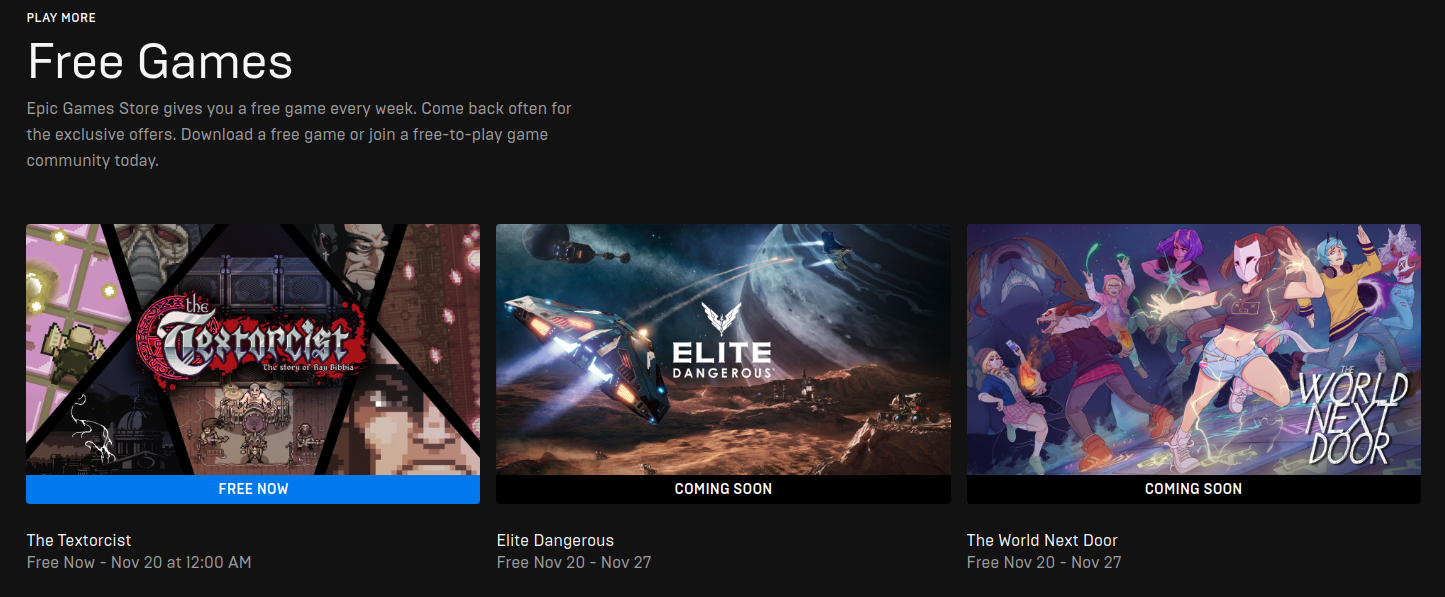 PLAY MORE
Free Games
Epic Games Store gives you a free game every week. Come back often for
the exclusive offers. Download a free game or join a free-to-play game
community today.
the
Textorcist
The story of Ray Bibbia
ELITE
DANGEROUS
THE
WORLD
NEXT
DOOR
FREE NOW
COMING SOON
COMING SOON
The Textorcist
Free Now - Nov 20 at 12:00 AM
Elite Dangerous
Free Nov 20 - Nov 27
The World Next Door
Free Nov 20 - Nov 27